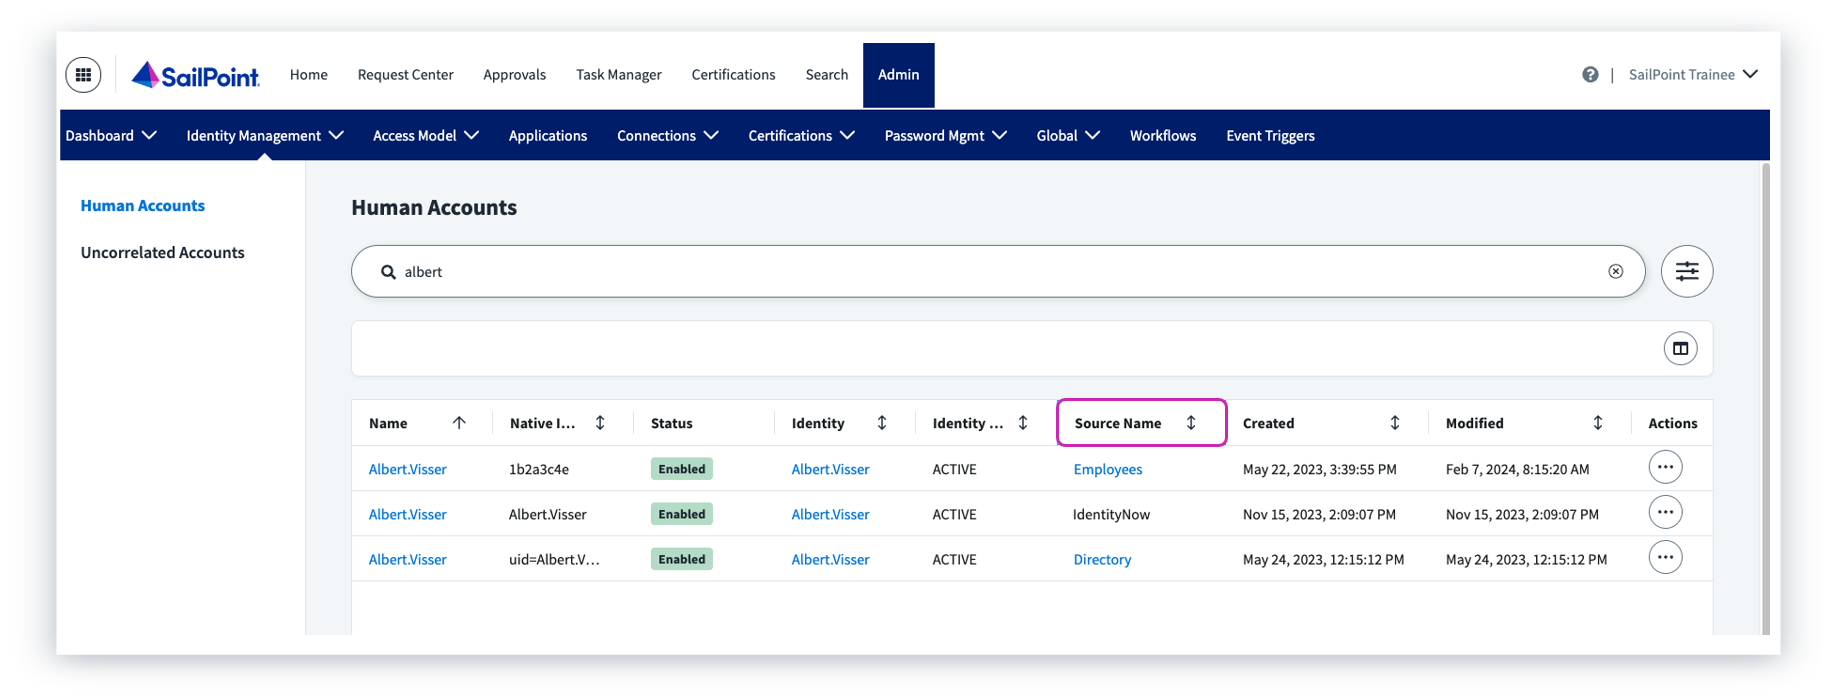 SailPoint Home Request Center Approvals Task Manager Certifications Search Admin ? | SailPoint Trainee
Dashboard Identity Management Access Model Applications Connections Certifications Password Mgmt Global Workflows Event Triggers
Human Accounts
Uncorrelated Accounts
Human Accounts
albert
Name Native I... Status Identity Identity ... Source Name Created Modified Actions
Albert.Visser 1b2a3c4e Enabled Albert.Visser ACTIVE Employees May 22, 2023, 3:39:55 PM Feb 7, 2024, 8:15:20 AM
Albert.Visser Albert.Visser Enabled Albert.Visser ACTIVE IdentityNow Nov 15, 2023, 2:09:07 PM Nov 15, 2023, 2:09:07 PM
Albert.Visser uid=Albert.V... Enabled Albert.Visser ACTIVE Directory May 24, 2023, 12:15:12 PM May 24, 2023, 12:15:12 PM